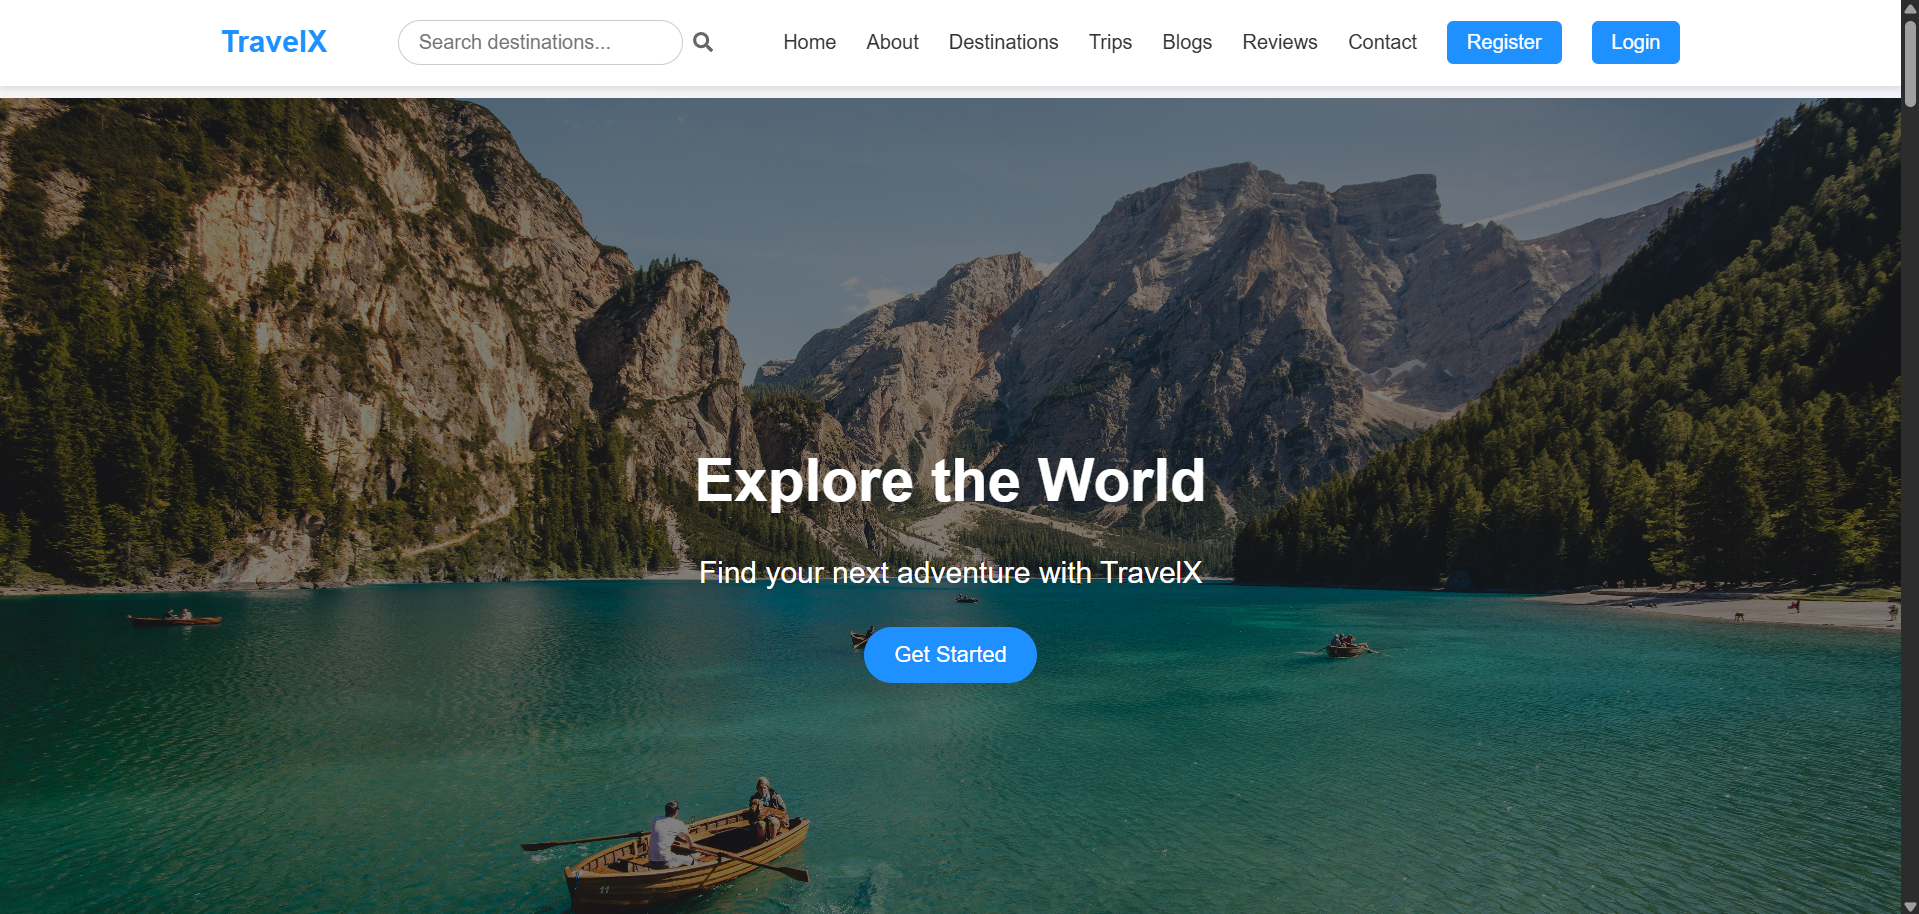 TravelX
Search destinations...
Home About Destinations Trips Blogs Reviews Contact Register Login
Explore the World
Find your next adventure with TravelX
Get Started
11